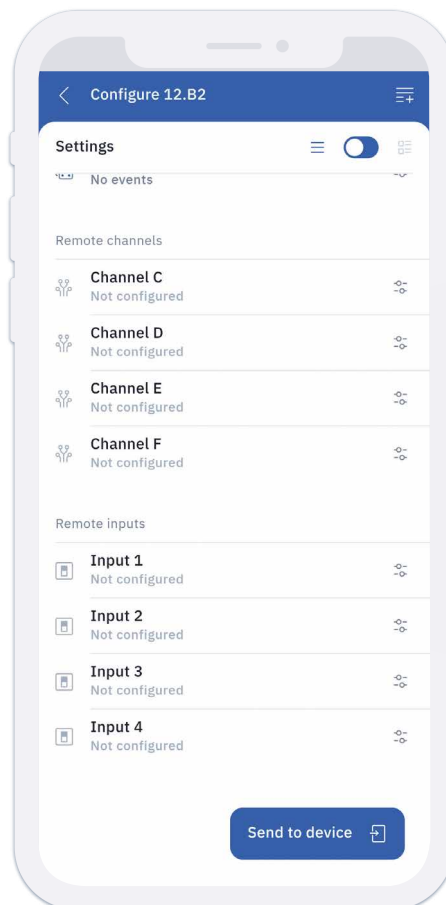 Configure 12.B2
Settings
No events
Remote channels
Channel C
Not configured
Channel D
Not configured
Channel E
Not configured
Channel F
Not configured
Remote inputs
Input 1
Not configured
Input 2
Not configured
Input 3
Not configured
Input 4
Not configured
Send to device